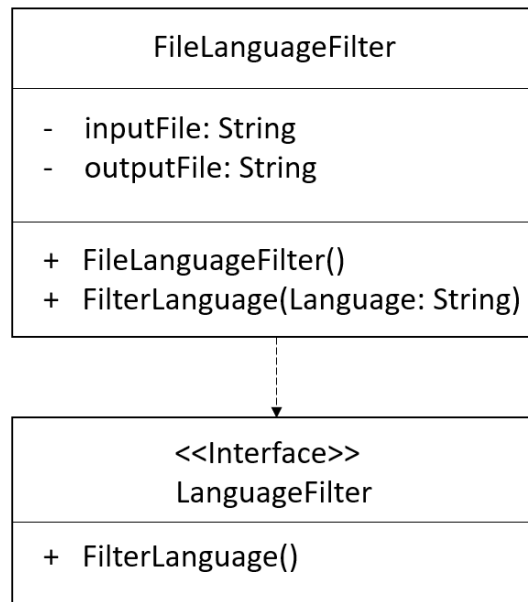 FileLanguageFilter
- inputFile: String
- outputFile: String
+ FileLanguageFilter()
+ FilterLanguage(Language: String)
<<Interface>>
LanguageFilter
+ FilterLanguage()